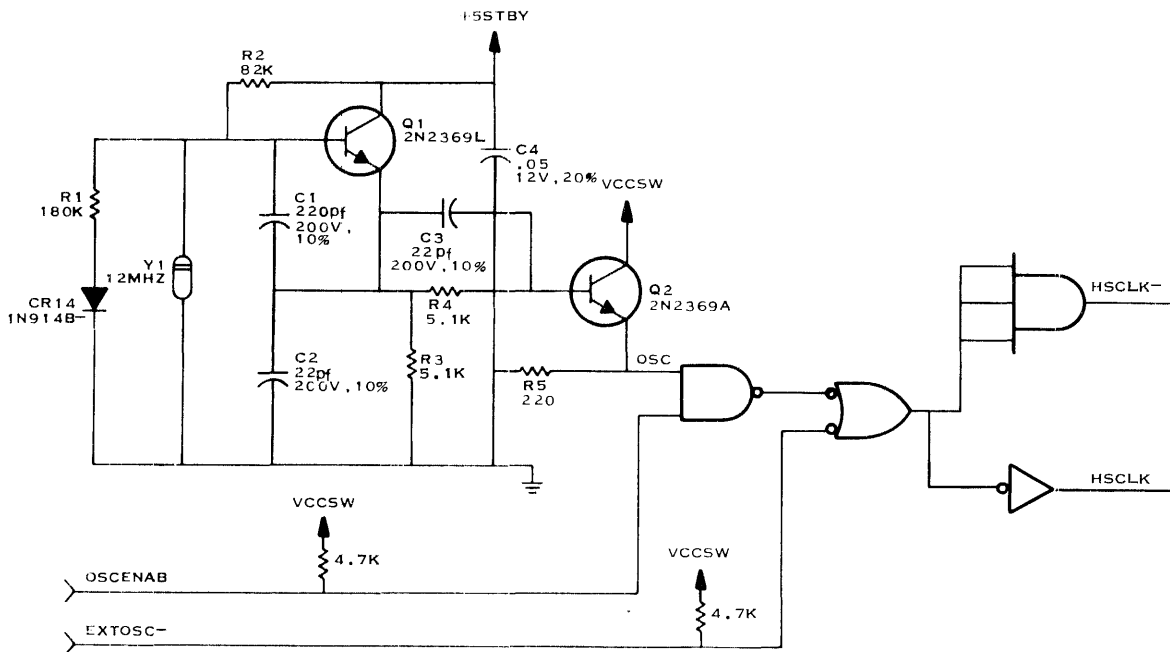 +5STBY
R2
82K
Q1
2N2369L
C4
.05
12V,20%
VCCSW
R1
180K
C1
220pf
200V,
10%
C3
22pf
200V,10%
Y1
12MHZ
Q2
2N2369A
HSCLK-
CR14
1N914B
R4
5.1K
C2
22pf
200V,10%
R3
5.1K
OSC
R5
220
HSCLK
VCCSW
4.7K
VCCSW
OSCENAB
4.7K
EXTOSC-